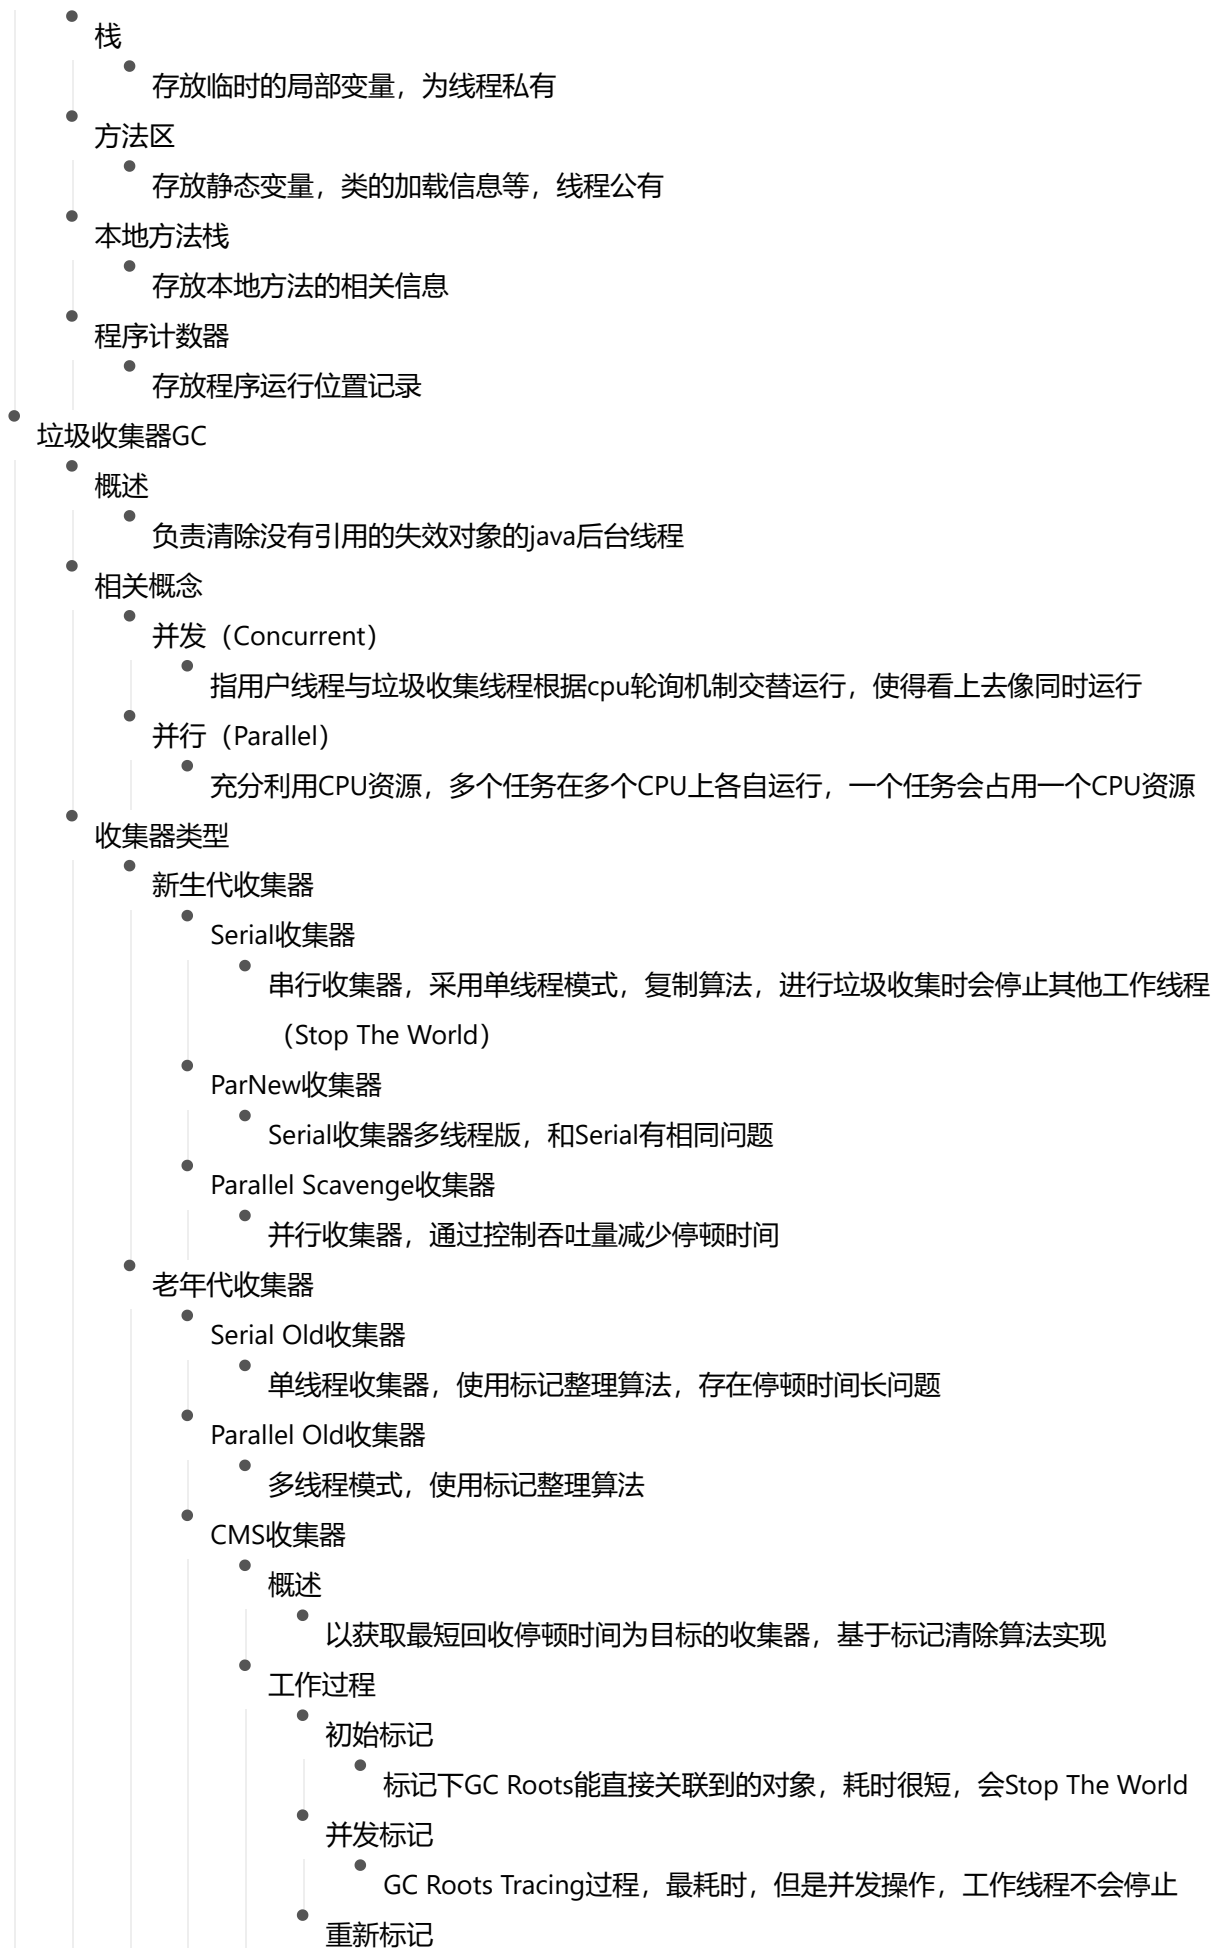 栈
存放临时的局部变量，为线程私有
方法区
存放静态变量，类的加载信息等，线程公有
本地方法栈
存放本地方法的相关信息
程序计数器
存放程序运行位置记录
垃圾收集器GC
概述
负责清除没有引用的失效对象的java后台线程
相关概念
并发（Concurrent）
指用户线程与垃圾收集线程根据cpu轮询机制交替运行，使得看上去像同时运行
并行（Parallel）
充分利用CPU资源，多个任务在多个CPU上各自运行，一个任务会占用一个CPU资源
收集器类型
新生代收集器
Serial收集器
串行收集器，采用单线程模式，复制算法，进行垃圾收集时会停止其他工作线程
（Stop The World）
ParNew收集器
Serial收集器多线程版，和Serial有相同问题
Parallel Scavenge收集器
并行收集器，通过控制吞吐量减少停顿时间
老年代收集器
Serial Old收集器
单线程收集器，使用标记整理算法，存在停顿时间长问题
Parallel Old收集器
多线程模式，使用标记整理算法
CMS收集器
概述
以获取最短回收停顿时间为目标的收集器，基于标记清除算法实现
工作过程
初始标记
标记下GC Roots能直接关联到的对象，耗时很短，会Stop The World
并发标记
GC Roots Tracing过程，最耗时，但是并发操作，工作线程不会停止
重新标记